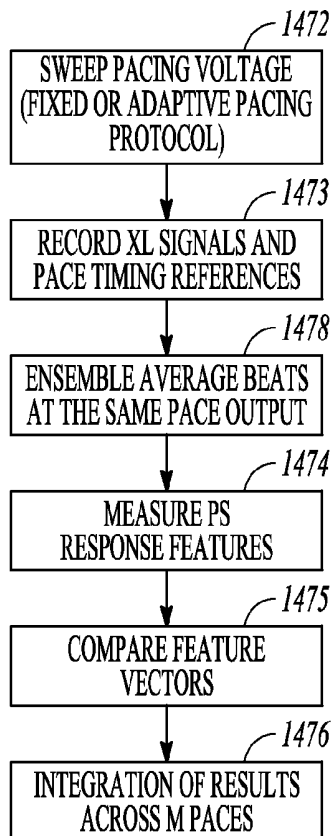 1472
SWEEP PACING VOLTAGE
(FIXED OR ADAPTIVE PACING
PROTOCOL)
1473
RECORD XL SIGNALS AND
PACE TIMING REFERENCES
1478
ENSEMBLE AVERAGE BEATS
AT THE SAME PACE OUTPUT
1474
MEASURE PS
RESPONSE FEATURES
1475
COMPARE FEATURE
VECTORS
1476
INTEGRATION OF RESULTS
ACROSS M PACES